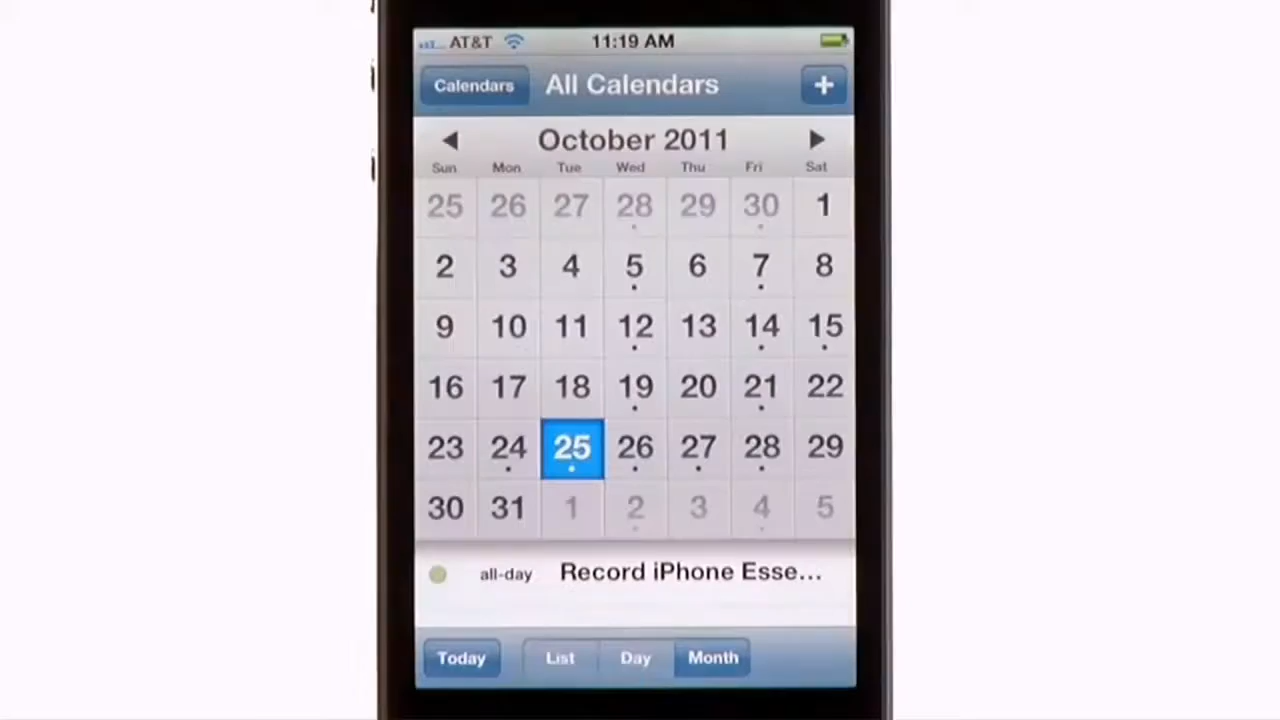 AT&T 11:19 AM
Calendars All Calendars +
October 2011
Sun Mon Tue Wed Thu Fri Sat
25 26 27 28 29 30 1
2 3 4 5 6 7 8
9 10 11 12 13 14 15
16 17 18 19 20 21 22
23 24 25 26 27 28 29
30 31 1 2 3 4 5
all-day Record iPhone Esse...
Today List Day Month